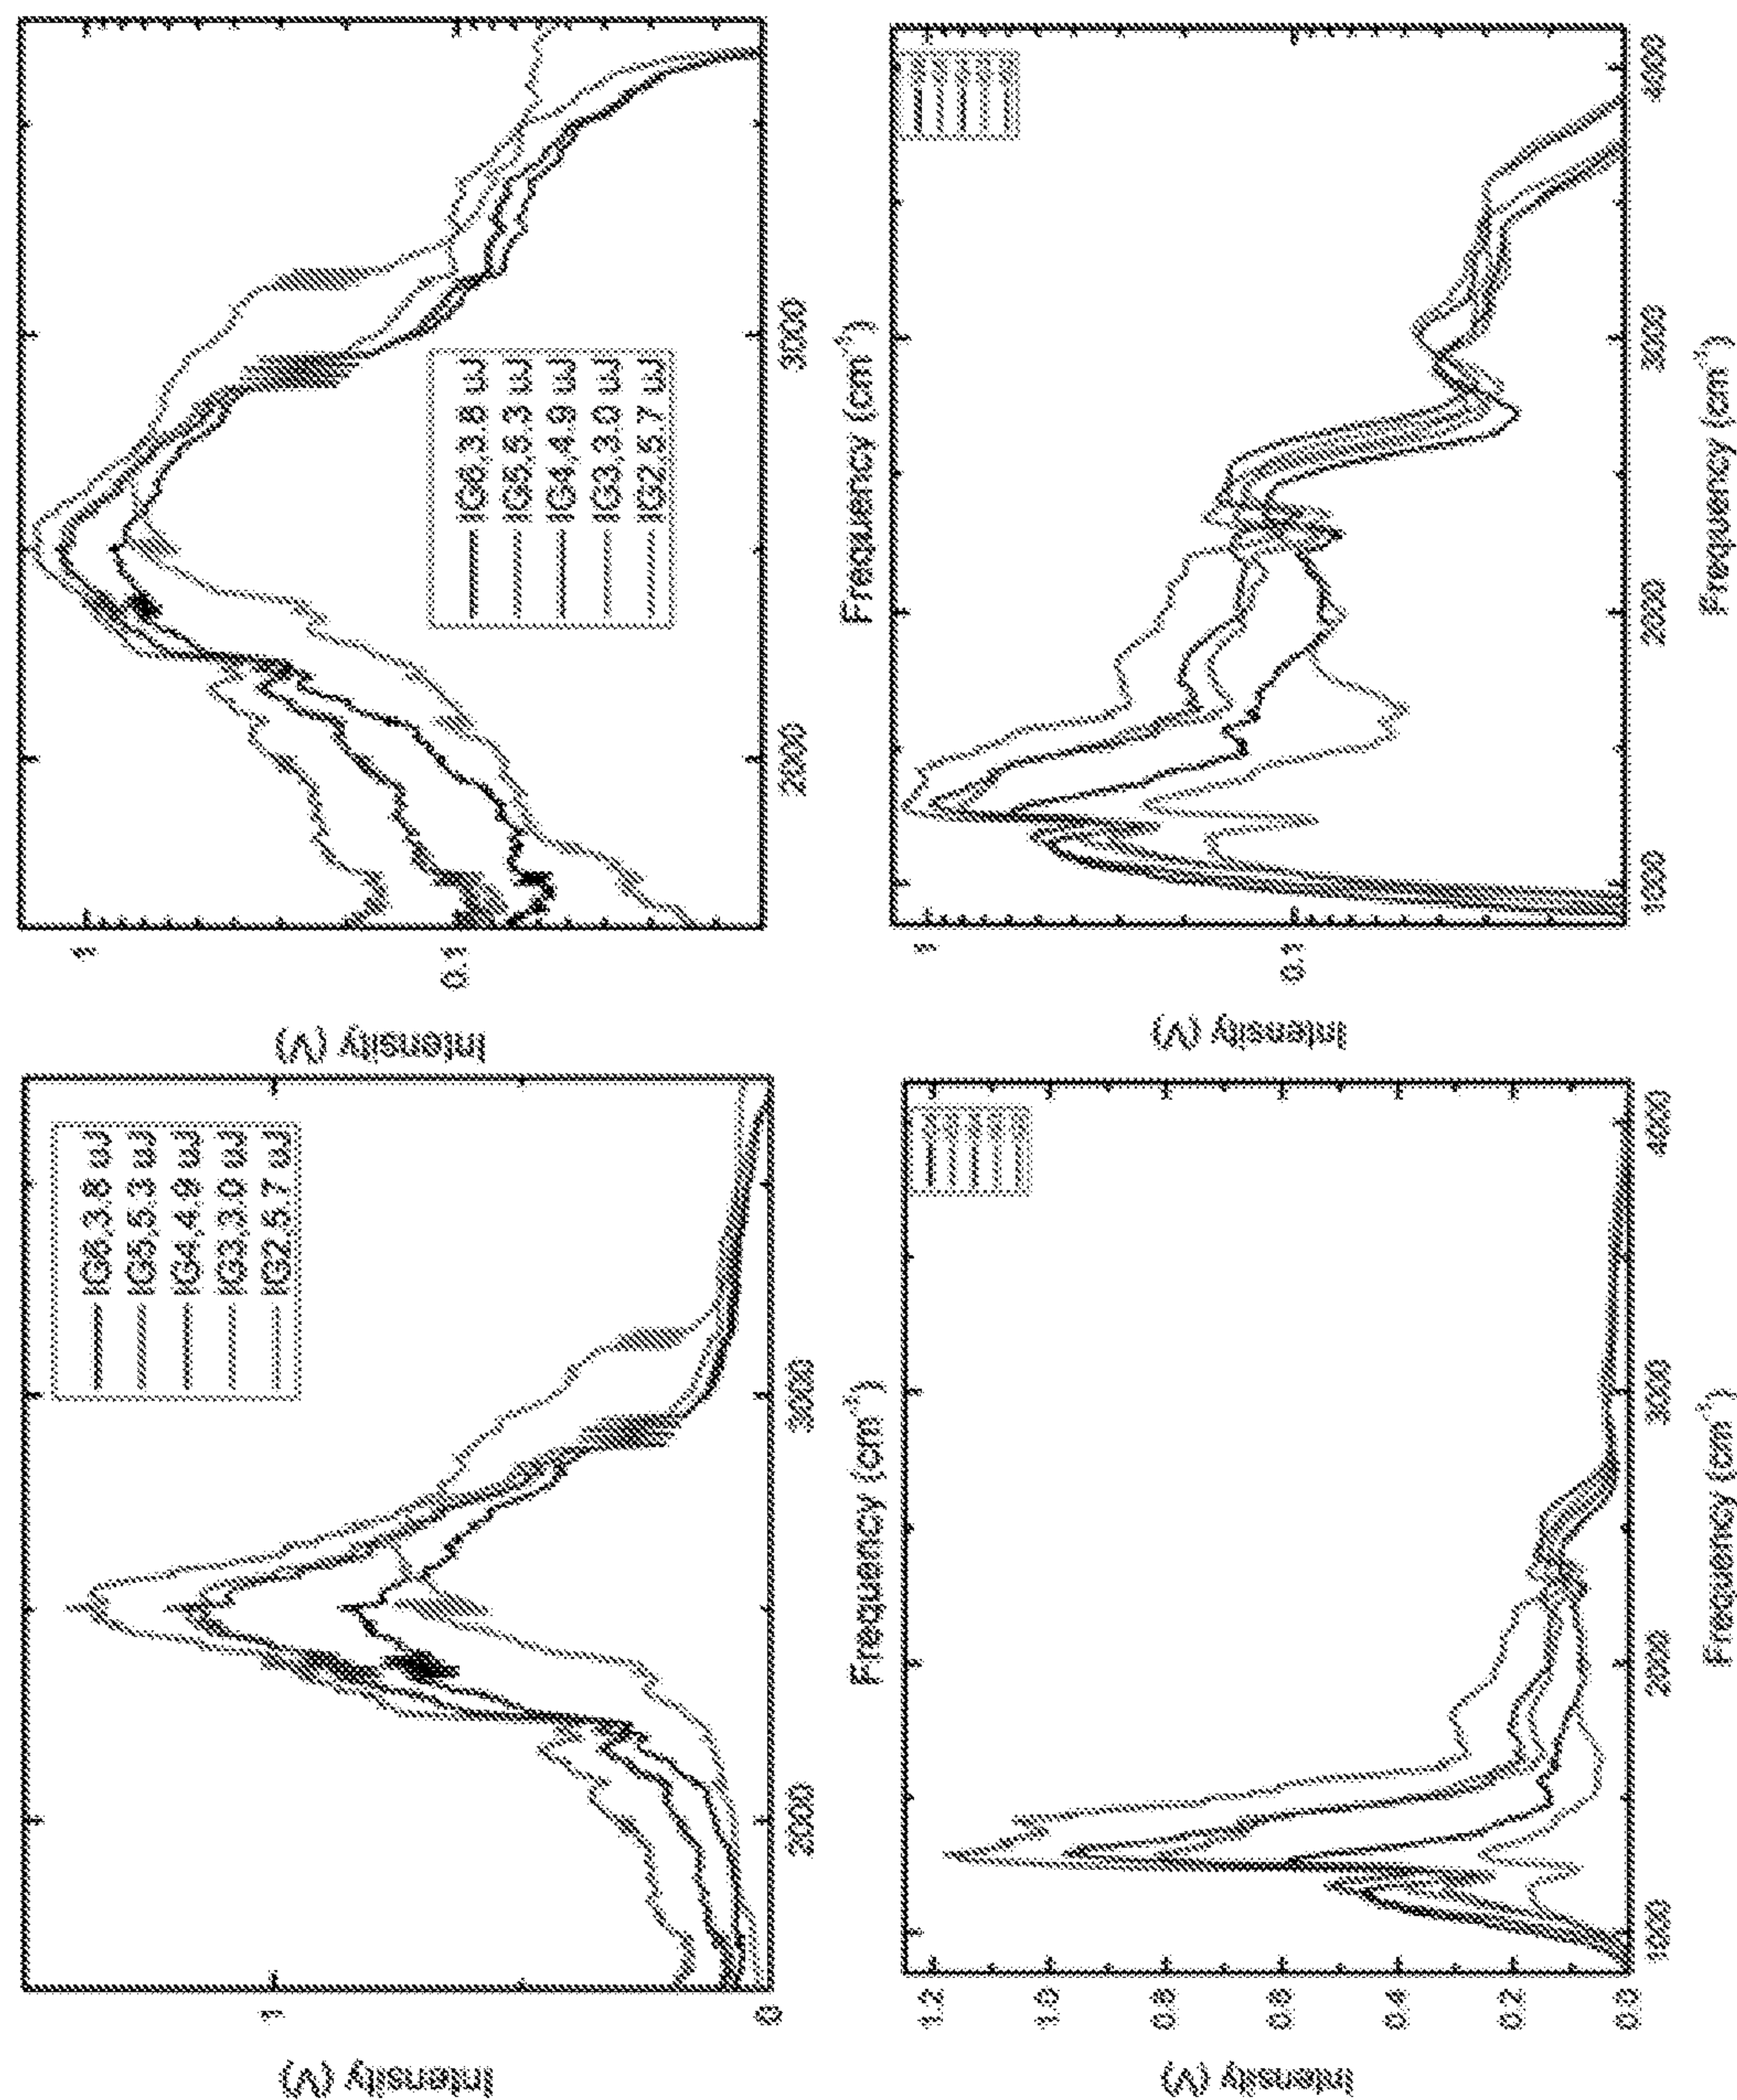 Intensity (V)
1
0
IG6,3.8 uJ
IG5,5.3 uJ
IG4,4.9 uJ
IG3,3.0 uJ
IG2,5.7 uJ
2000
3000
Frequency (cm-1)
Intensity (V)
1
0.1
IG6,3.8 uJ
IG5,5.3 uJ
IG4,4.9 uJ
IG3,3.0 uJ
IG2,5.7 uJ
2000
3000
Frequency (cm-1)
Intensity (V)
1.2
1.0
0.8
0.6
0.4
0.2
0.0
1000
2000
3000
4000
Frequency (cm-1)
Intensity (V)
1
0.1
1000
2000
3000
4000
Frequency (cm-1)